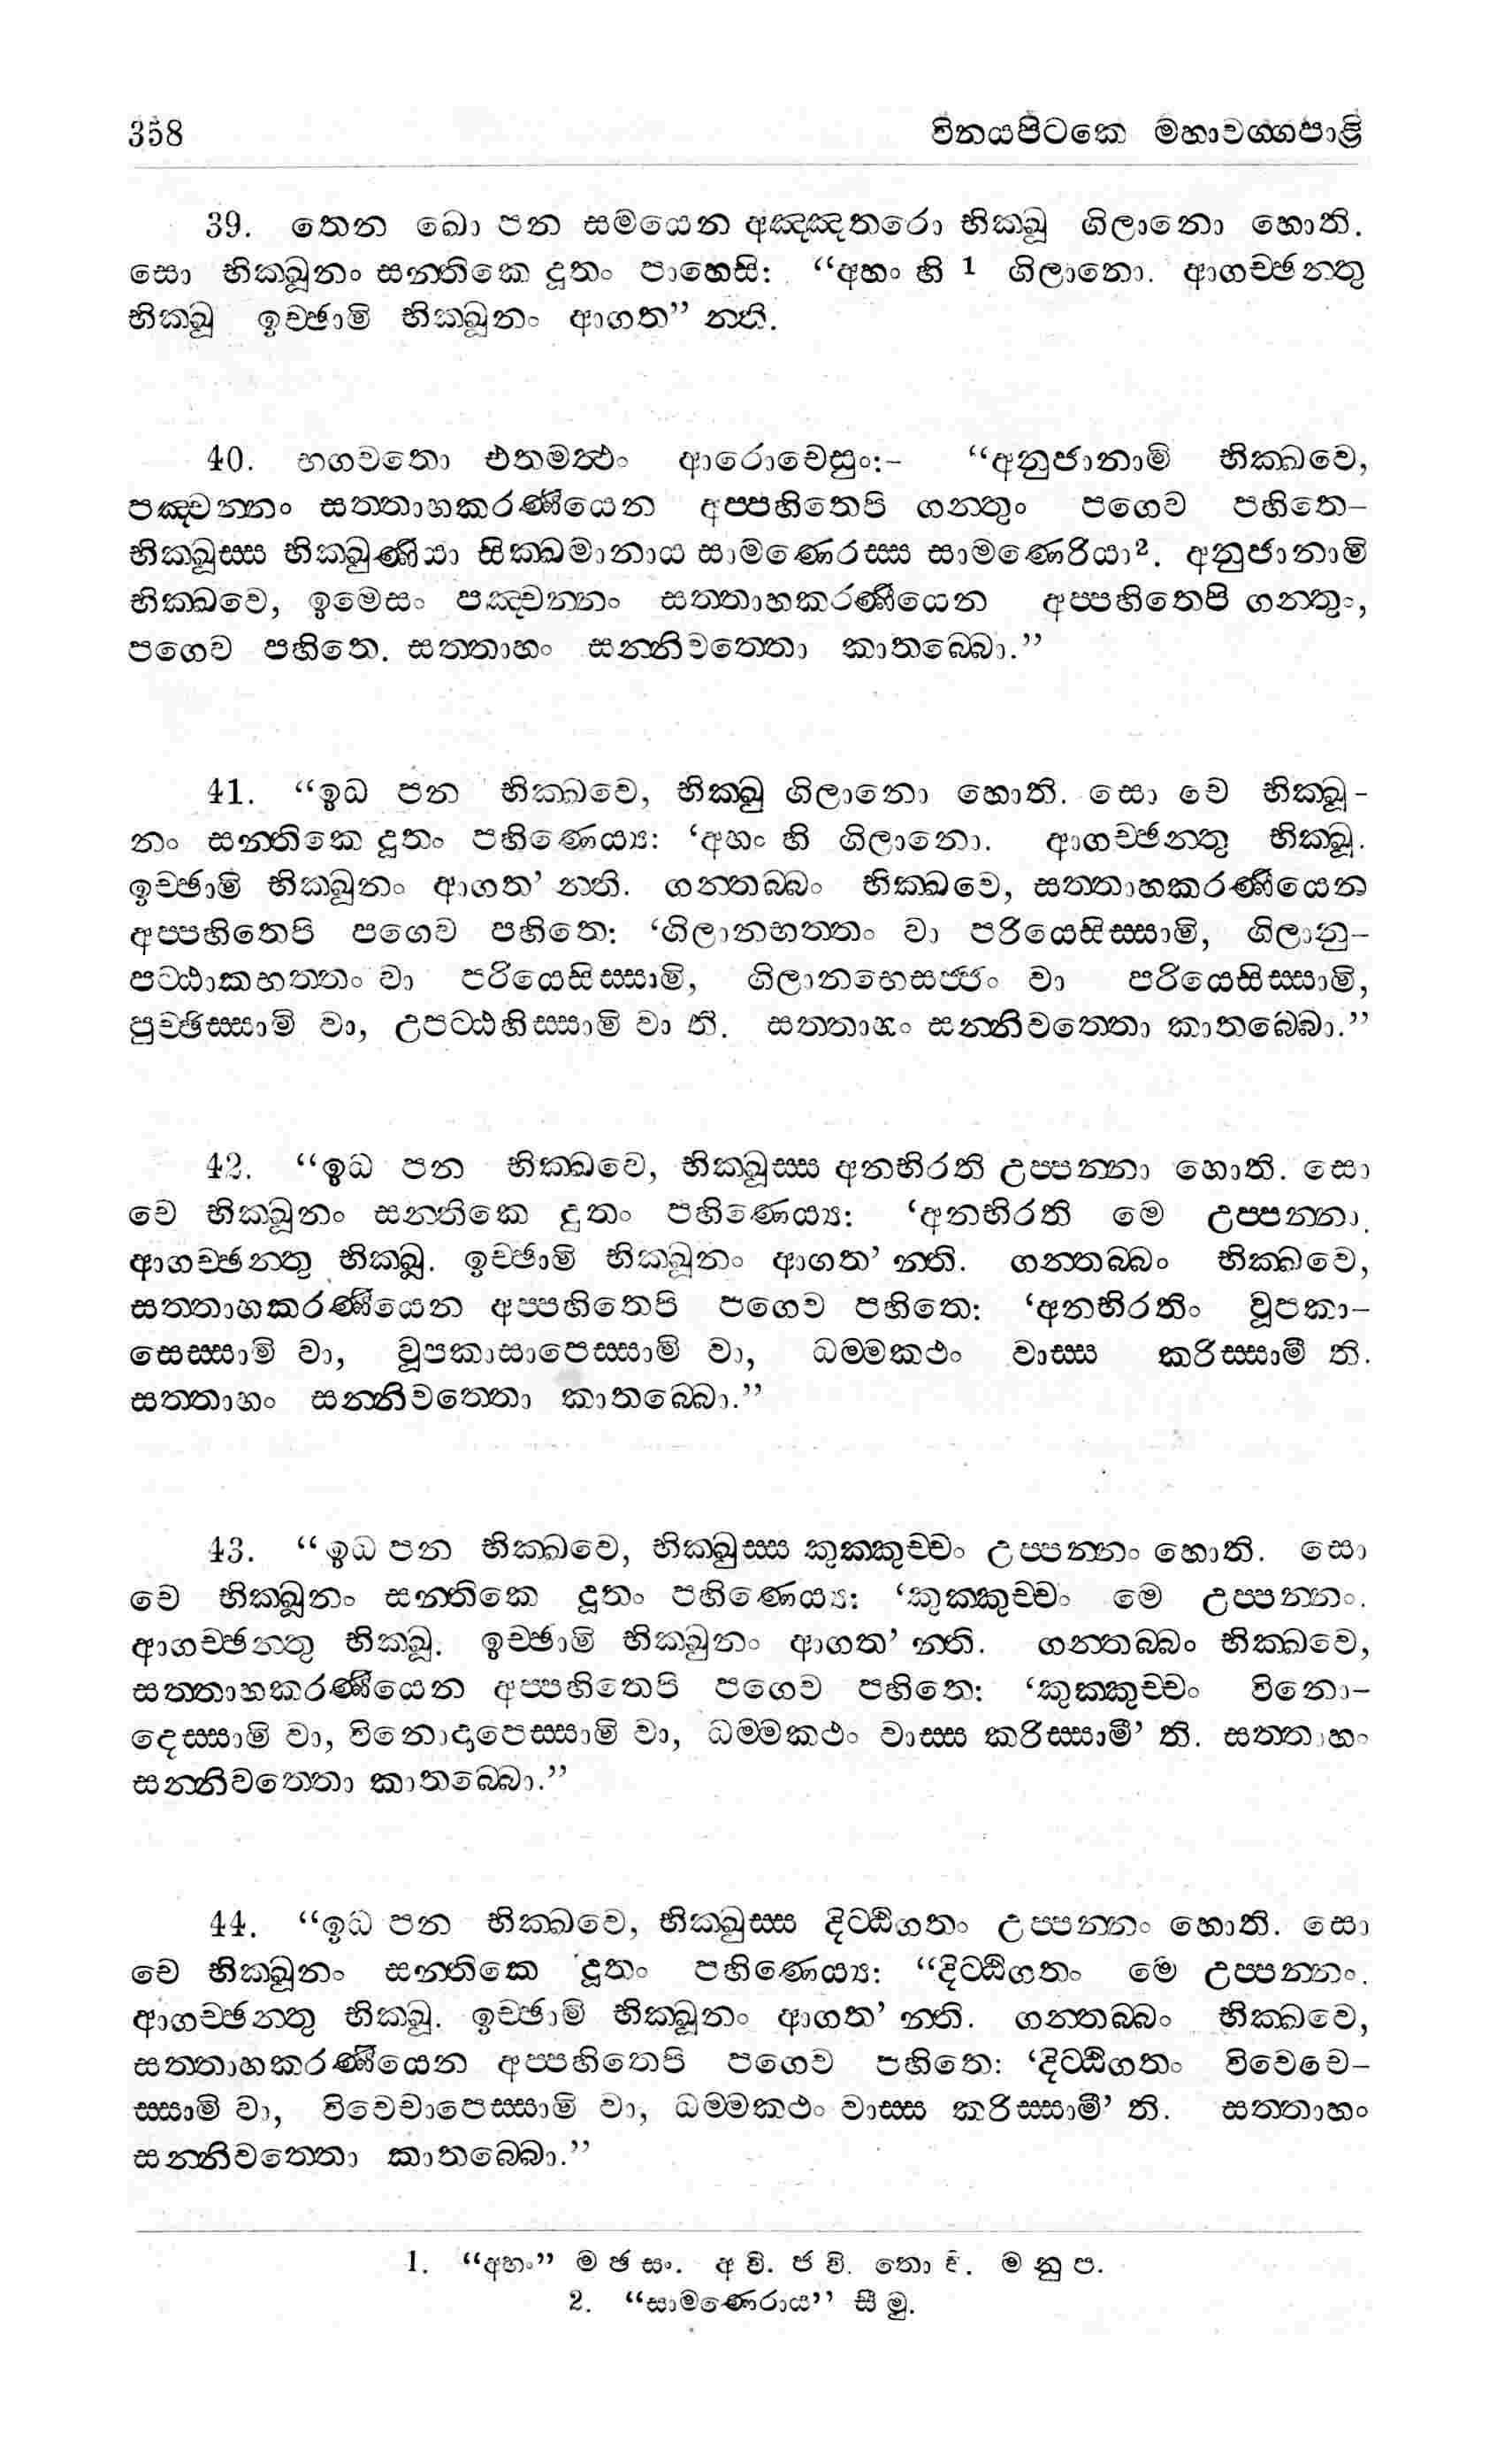 358 විනයපිටකෙ මහාවග්ගපාළි
39. තෙන ඛො පන සමයෙන අඤ්ඤතරො භික්ඛූ ගිලානො හොති.
සො භික්ඛූනං සන්තිකෙ දූතං පාහෙසි: “අහං හි 1 ගිලානො. ආගච්ඡන්තු
භික්ඛූ ඉච්ඡාමි භික්ඛූනං ආගත” න්ති.
40. භගවතො එතමත්ථං ආරොචෙසුං:- “අනුජානාමි භික්ඛවෙ,
පඤ්චන්නං සත්තාහකරණීයෙන අප්පහිතෙපි ගන්තුං පගෙව පහිතෙ–
භික්ඛූස්ස භික්ඛුණියා සික්ඛමානාය සාමණෙරස්ස සාමණෙරියා2. අනුජානාමි
භික්ඛවෙ, ඉමෙසං පඤ්චන්නං සත්තාහකරණීයෙන අප්පහිතෙපි ගන්තුං,
පගෙව පහිතෙ. සත්තාහං සන්නිවත්තො කාතබ්බො.”
41. “ඉධ පන භික්ඛවෙ, භික්ඛු ගිලානො හොති. සො චෙ භික්ඛූ-
නං සන්තිකෙ දූතං පහිණෙය්‍ය: ‘අහං හි ගිලානො. ආගච්ඡන්තු භික්ඛූ.
ඉච්ඡාමි භික්ඛූනං ආගත’ න්ති. ගන්තබ්බං භික්ඛවෙ, සත්තාහකරණීයෙන
අප්පහිතෙපි පගෙව පහිතෙ: ‘ගිලානභත්තං වා පරියෙසිස්සාමි, ගිලානු–
පට්ඨාකභත්තං වා පරියෙසිස්සාමි, ගිලානභෙසජ්ජං වා පරියෙසිස්සාමි,
පුච්ඡිස්සාමි වා, උපට්ඨහිස්සාමි වා ති. සත්තාහං සන්නිවත්තො කාතබ්බො.”
42. “ඉධ පන භික්ඛවෙ, භික්ඛූස්ස අනභිරති උප්පන්නා හොති. සො
චෙ භික්ඛූනං සන්තිකෙ දූතං පහිණෙය්‍ය: ‘අනභිරති මෙ උප්පන්නා.
ආගච්ඡන්තු භික්ඛූ. ඉච්ඡාමි භික්ඛූනං ආගත’ න්ති. ගන්තබ්බං භික්ඛවෙ,
සත්තාහකරණීයෙන අප්පහිතෙපි පගෙව පහිතෙ: ‘අනභිරතිං වූපකා–
සෙස්සාමි වා, වූපකාසාපෙස්සාමි වා, ධම්මකථං වාස්ස කරිස්සාමී ති.
සත්තාහං සන්නිවත්තො කාතබ්බො.”
43. “ඉධ පන භික්ඛවෙ, භික්ඛුස්ස කුක්කුච්චං උප්පන්නං හොති. සො
චෙ භික්ඛූනං සන්තිකෙ දූතං පහිණෙය්‍ය: ‘කුක්කුච්චං මෙ උප්පන්නං.
ආගච්ඡන්තු භික්ඛූ. ඉච්ඡාමි භික්ඛුනං ආගත’ න්ති. ගන්තබ්බං භික්ඛවෙ,
සත්තාහකරණීයෙන අප්පහිතෙපි පගෙව පහිතෙ: ‘කුක්කුච්චං විනො–
දෙස්සාමි වා, විනොදාපෙස්සාමි වා, ධම්මකථං වාස්ස කරිස්සාමී’ ති. සත්තාහං
සන්නිවත්තො කාතබ්බො.”
44. “ඉධ පන භික්ඛවෙ, භික්ඛුස්ස දිට්ඨිගතං උප්පන්නං හොති. සො
චෙ භික්ඛූනං සන්තිකෙ දූතං පහිණෙය්‍ය: “දිට්ඨිගතං මෙ උප්පන්නං.
ආගච්ඡන්තු භික්ඛූ. ඉච්ඡාමි භික්ඛූනං ආගත’ න්ති. ගන්තබ්බං භික්ඛවෙ,
සත්තාහකරණීයෙන අප්පහිතෙපි පගෙව පහිතෙ: ‘දිට්ඨිගතං විවෙචෙ–
ස්සාමි වා, විවෙචාපෙස්සාමි වා, ධම්මකථං වාස්ස කරිස්සාමී’ ති. සත්තාහං
සන්නිවත්තො කාතබ්බො.”
1. “අහං” ම ඡ සං. අ වි. ජ වි. තො වි. ම නු ප.
2. “සාමණෙරාය” සී මු.